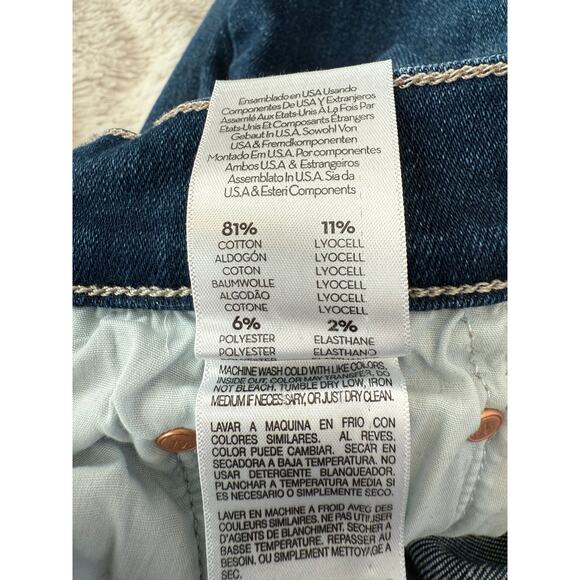 Ensamblado en USA Usando
Componentes De USA Y Extranjeros
Assemlé Aux Etats-Unis À La Fois Par
Etats-Unis Et Composants Étrangers
Gebaut In U.S.A. Sowohl Von
USA & Fremdkomponenten
Montado Em U.S.A. Por componentes
Ambos USA & Estrangeiros
Assemblato In U.S.A. Sia da
U.S.A & Esteri Components
81% 11%
COTTON LYOCELL
ALDOGÓN LYOCELL
COTON LYOCELL
BAUMWOLLE LYOCELL
ALGODÃO LYOCELL
COTONE LYOCELL
6% 2%
POLYESTER ELASTHANE
POLYESTER ELASTHANO
MACHINE WASH COLD WITH LIKE COLORS,
INSIDE OUT. COLOR MAY TRANSFER. DO
NOT BLEACH. TUMBLE DRY LOW, IRON
MEDIUM IF NECESSARY, OR JUST DRY CLEAN.
LAVAR A MAQUINA EN FRIO CON
COLORES SIMILARES. AL REVES.
COLOR PUEDE CAMBIAR. SECAR EN
SECADORA A BAJA TEMPERATURA. NO
USAR DETERGENTE BLANQUEADOR.
PLANCHAR A TEMPERATURA MEDIA SI
ES NECESARIO O SIMPLEMENTE SECO.
LAVER EN MACHINE A FROID AVEC DES
COULEURS SIMILAIRES. NE PAS UTILISER
D'AGENTS DE BLANCHIMENT. SECHER A
BASSE TEMPERATURE. REPASSER AU
BESOIN. OU SIMPLEMENT METTOYAGE A
SEC.